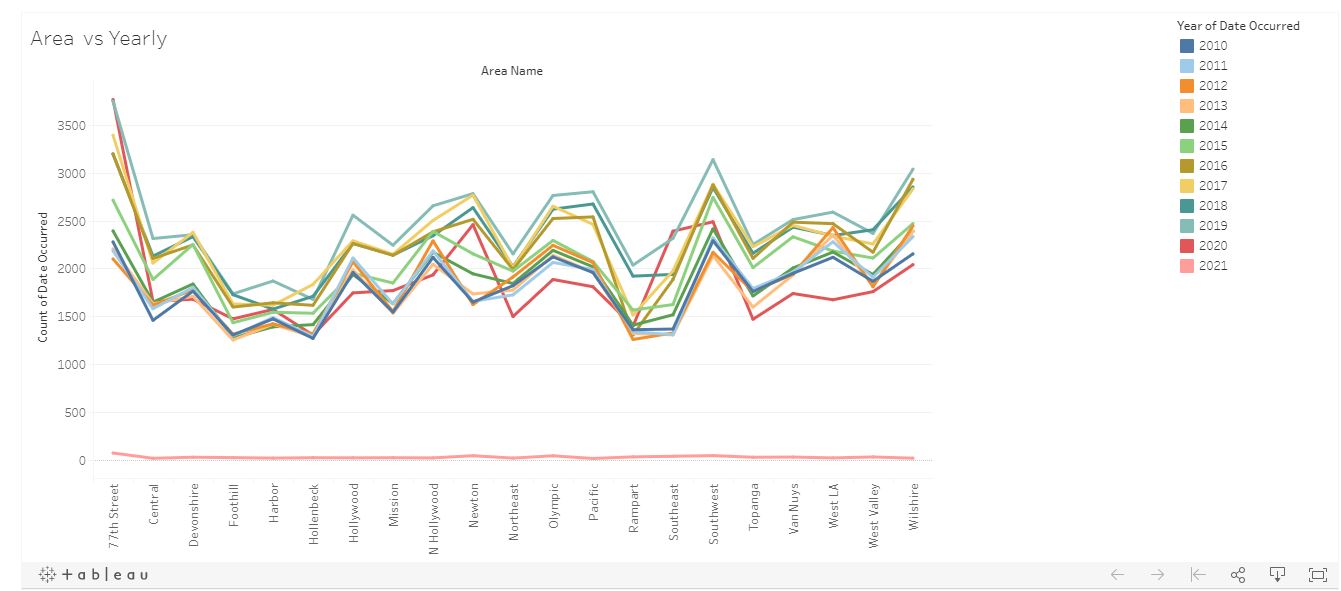 Area vs Yearly
Area Name
Count of Date Occurred
3500
3000
2500
2000
1500
1000
500
0
77th Street
Central
Devonshire
Foothill
Harbor
Hollenbeck
Hollywood
Mission
N Hollywood
Newton
Northeast
Olympic
Pacific
Rampart
Southeast
Southwest
Topanga
Van Nuys
West LA
West Valley
Wilshire
Year of Date Occurred
2010
2011
2012
2013
2014
2015
2016
2017
2018
2019
2020
2021
+ableau